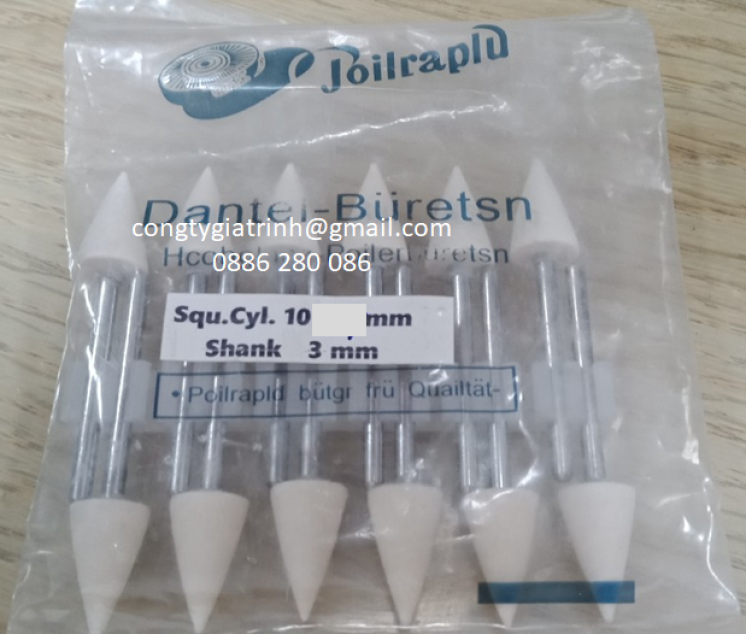 Poilrapld
Dantel-Büretsn
congtygiatrinh@gmail.com
0886 280 086
Squ.Cyl. 10 mm
Shank 3 mm
• Poilrapld bütgr frü Quailtät-